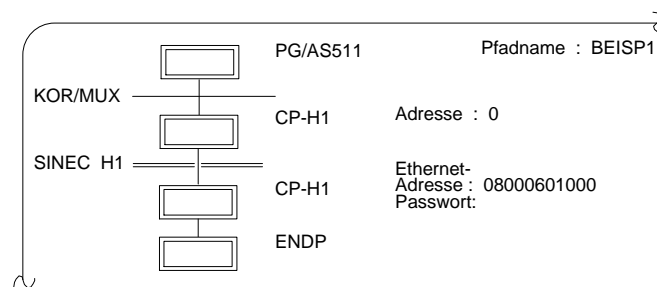 PG/AS511
Pfadname : BEISP1
KOR/MUX
CP-H1
Adresse : 0
SINEC H1
Ethernet-
Adresse : 08000601000
CP-H1
Passwort:
ENDP